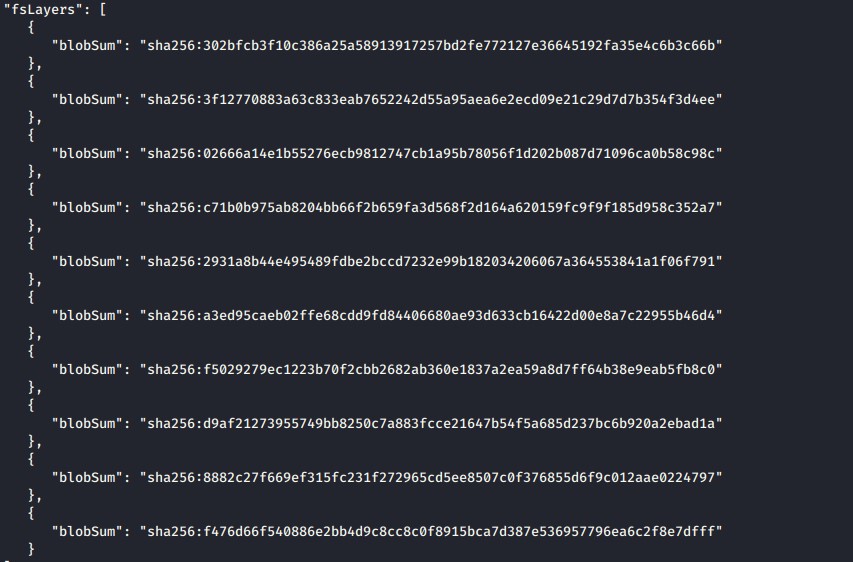 "fsLayers": [
{
"blobSum": "sha256:302bfcb3f10c386a25a58913917257bd2fe772127e36645192fa35e4c6b3c66b"
},
{
"blobSum": "sha256:3f12770883a63c833eab7652242d55a95aea6e2ecd09e21c29d7d7b354f3d4ee"
},
{
"blobSum": "sha256:02666a14e1b55276ecb9812747cb1a95b78056f1d202b087d71096ca0b58c98c"
},
{
"blobSum": "sha256:c71b0b975ab8204bb66f2b659fa3d568f2d164a620159fc9f9f185d958c352a7"
},
{
"blobSum": "sha256:2931a8b44e495489fdbe2bccd7232e99b182034206067a364553841a1f06f791"
},
{
"blobSum": "sha256:a3ed95caeb02ffe68cdd9fd84406680ae93d633cb16422d00e8a7c22955b46d4"
},
{
"blobSum": "sha256:f5029279ec1223b70f2cbb2682ab360e1837a2ea59a8d7ff64b38e9eab5fb8c0"
},
{
"blobSum": "sha256:d9af21273955749bb8250c7a883fcce21647b54f5a685d237bc6b920a2ebad1a"
},
{
"blobSum": "sha256:8882c27f669ef315fc231f272965cd5ee8507c0f376855d6f9c012aae0224797"
},
{
"blobSum": "sha256:f476d66f540886e2bb4d9c8cc8c0f8915bca7d387e536957796ea6c2f8e7dfff"
}